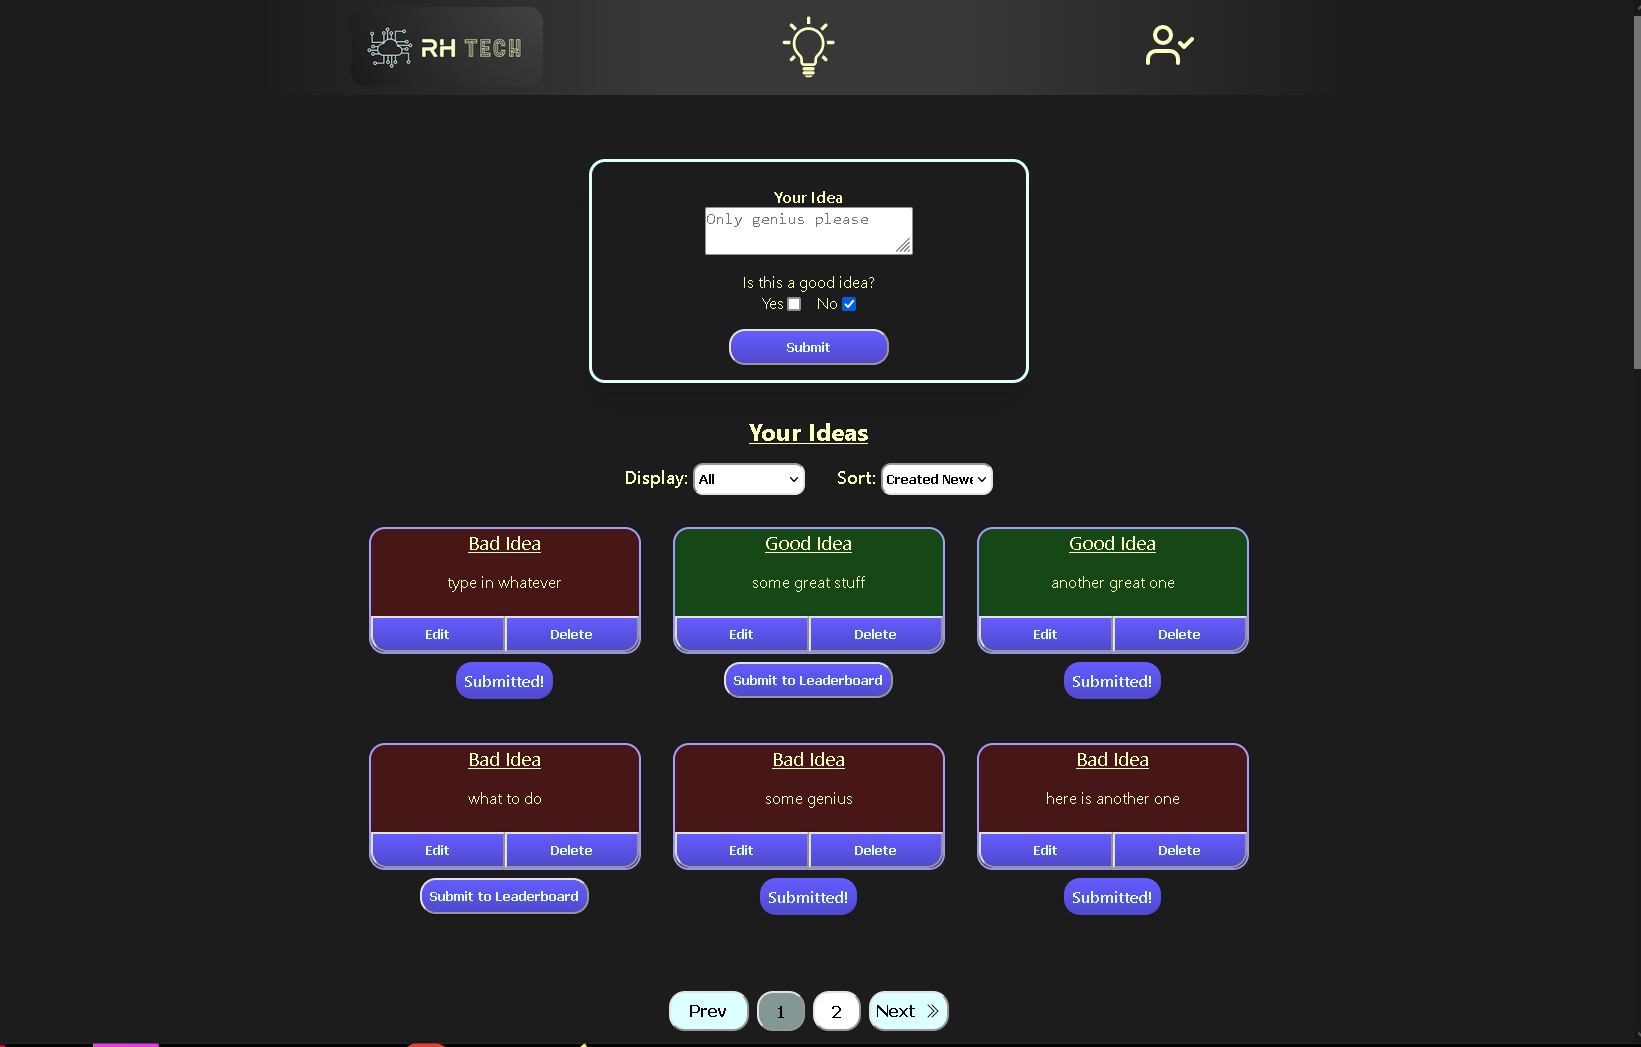 RH TECH
Your Idea
Only genius please
Is this a good idea?
Yes No
Submit
Your Ideas
Display: All Sort: Created Newe
Bad Idea Good Idea Good Idea
type in whatever some great stuff another great one
Edit Delete Edit Delete Edit Delete
Submitted! Submit to Leaderboard Submitted!
Bad Idea Bad Idea Bad Idea
what to do some genius here is another one
Edit Delete Edit Delete Edit Delete
Submit to Leaderboard Submitted! Submitted!
Prev 1 2 Next